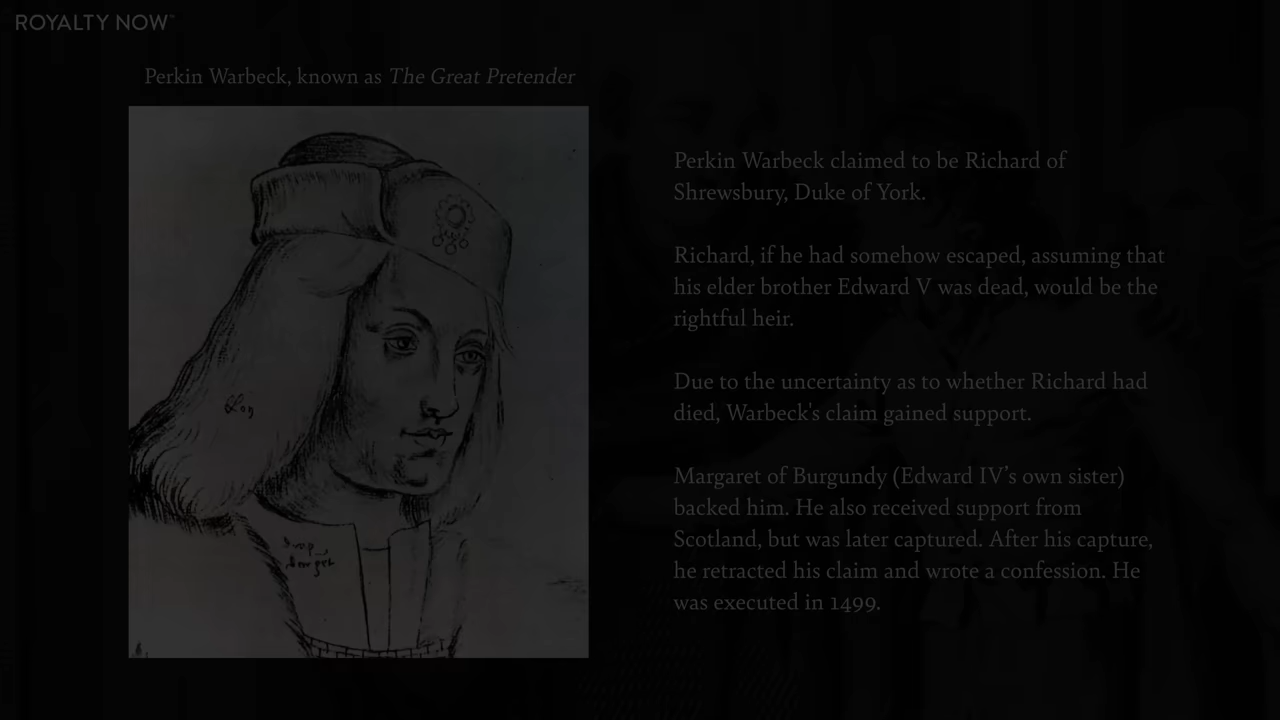 ROYALTY NOW™
Perkin Warbeck, known as The Great Pretender
Perkin Warbeck claimed to be Richard of
Shrewsbury, Duke of York.
Richard, if he had somehow escaped, assuming that
his elder brother Edward V was dead, would be the
rightful heir.
Due to the uncertainty as to whether Richard had
died, Warbeck's claim gained support.
Margaret of Burgundy (Edward IV’s own sister)
backed him. He also received support from
Scotland, but was later captured. After his capture,
he retracted his claim and wrote a confession. He
was executed in 1499.